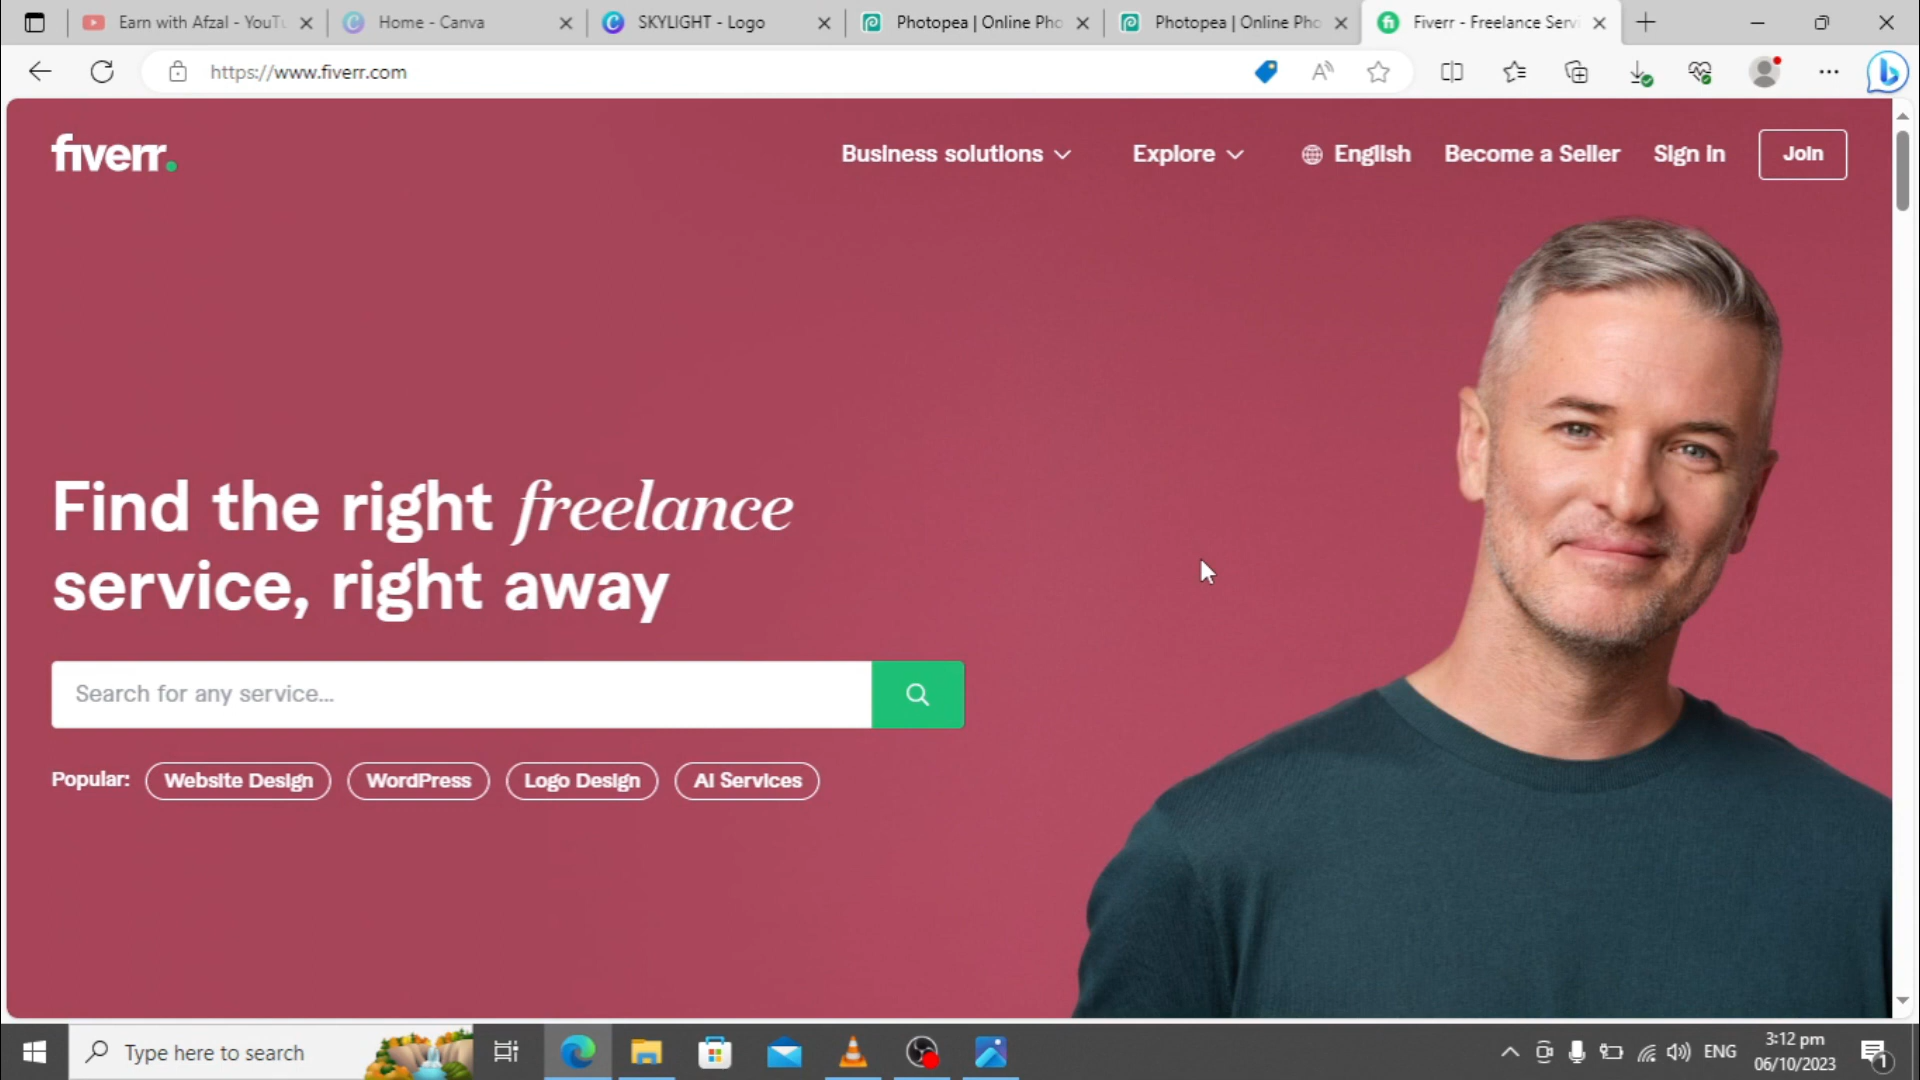 Earn with Afzal - YouTu
Home - Canva
SKYLIGHT - Logo
Photopea | Online Pho
Photopea | Online Pho
Fiverr - Freelance Servi
https://www.fiverr.com
fiverr.
Business solutions
Explore
English
Become a Seller
Sign in
Join
Find the right freelance
service, right away
Search for any service...
Popular:
Website Design
WordPress
Logo Design
AI Services
Type here to search
ENG
3:12 pm
06/10/2023
1